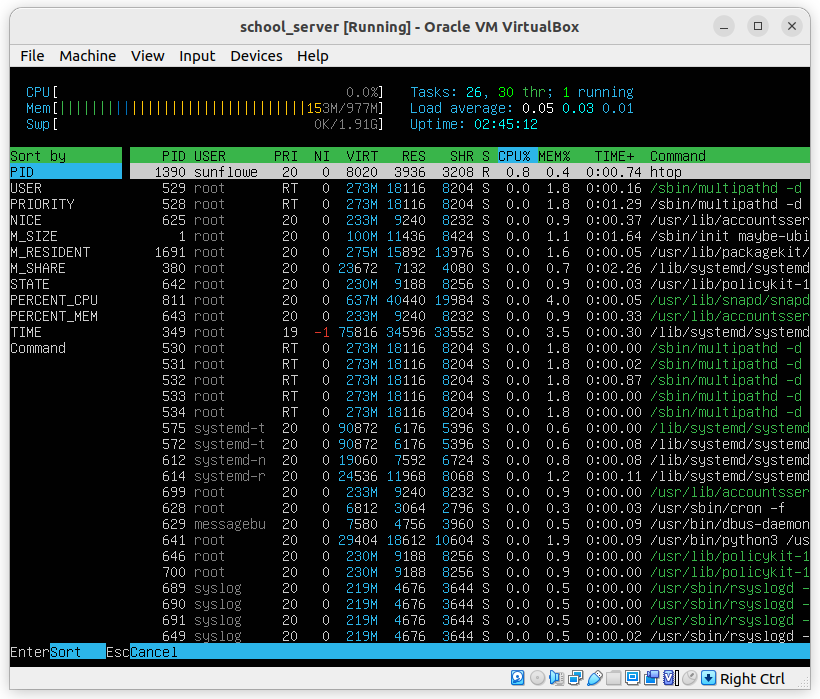 school_server [Running] - Oracle VM VirtualBox
File Machine View Input Devices Help
CPU[ 0.0%] Tasks: 26, 30 thr; 1 running
Mem[||||||||||||||||||||||||||||||153M/977M] Load average: 0.05 0.03 0.01
Swp[ 0K/1.91G] Uptime: 02:45:12
Sort by PID USER PRI NI VIRT RES SHR S CPU% MEM% TIME+ Command
PID 1390 sunflowe 20 0 8020 3936 3208 R 0.8 0.4 0:00.74 htop
USER 529 root RT 0 273M 18116 8204 S 0.0 1.8 0:00.16 /sbin/multipathd -d
PRIORITY 528 root RT 0 273M 18116 8204 S 0.0 1.8 0:01.29 /sbin/multipathd -d
NICE 625 root 20 0 233M 9240 8232 S 0.0 0.9 0:00.37 /usr/lib/accountsser
M_SIZE 1 root 20 0 100M 11436 8424 S 0.0 1.1 0:01.64 /sbin/init maybe-ubi
M_RESIDENT 1691 root 20 0 275M 15892 13976 S 0.0 1.6 0:00.05 /usr/lib/packagekit/
M_SHARE 380 root 20 0 23672 7132 4080 S 0.0 0.7 0:02.26 /lib/systemd/systemd
STATE 642 root 20 0 230M 9188 8256 S 0.0 0.9 0:00.03 /usr/lib/policykit-1
PERCENT_CPU 811 root 20 0 637M 40440 19984 S 0.0 4.0 0:00.05 /usr/lib/snapd/snapd
PERCENT_MEM 643 root 20 0 233M 9240 8232 S 0.0 0.9 0:00.33 /usr/lib/accountsser
TIME 349 root 19 -1 75816 34596 33552 S 0.0 3.5 0:00.30 /lib/systemd/systemd
Command 530 root RT 0 273M 18116 8204 S 0.0 1.8 0:00.00 /sbin/multipathd -d
531 root RT 0 273M 18116 8204 S 0.0 1.8 0:00.02 /sbin/multipathd -d
532 root RT 0 273M 18116 8204 S 0.0 1.8 0:00.87 /sbin/multipathd -d
533 root RT 0 273M 18116 8204 S 0.0 1.8 0:00.00 /sbin/multipathd -d
534 root RT 0 273M 18116 8204 S 0.0 1.8 0:00.00 /sbin/multipathd -d
575 systemd-t 20 0 90872 6176 5396 S 0.0 0.6 0:00.00 /lib/systemd/systemd
572 systemd-t 20 0 90872 6176 5396 S 0.0 0.6 0:00.08 /lib/systemd/systemd
612 systemd-n 20 0 19060 7592 6724 S 0.0 0.8 0:00.08 /lib/systemd/systemd
614 systemd-r 20 0 24536 11968 8068 S 0.0 1.2 0:00.11 /lib/systemd/systemd
699 root 20 0 233M 9240 8232 S 0.0 0.9 0:00.00 /usr/lib/accountsser
628 root 20 0 6812 3064 2796 S 0.0 0.3 0:00.03 /usr/sbin/cron -f
629 messagebu 20 0 7580 4756 3960 S 0.0 0.5 0:00.09 /usr/bin/dbus-daemon
641 root 20 0 29404 18612 10604 S 0.0 1.9 0:00.09 /usr/bin/python3 /us
646 root 20 0 230M 9188 8256 S 0.0 0.9 0:00.00 /usr/lib/policykit-1
700 root 20 0 230M 9188 8256 S 0.0 0.9 0:00.00 /usr/lib/policykit-1
689 syslog 20 0 219M 4676 3644 S 0.0 0.5 0:00.00 /usr/sbin/rsyslogd -
690 syslog 20 0 219M 4676 3644 S 0.0 0.5 0:00.00 /usr/sbin/rsyslogd -
691 syslog 20 0 219M 4676 3644 S 0.0 0.5 0:00.00 /usr/sbin/rsyslogd -
649 syslog 20 0 219M 4676 3644 S 0.0 0.5 0:00.02 /usr/sbin/rsyslogd -
EnterSort EscCancel
Right Ctrl